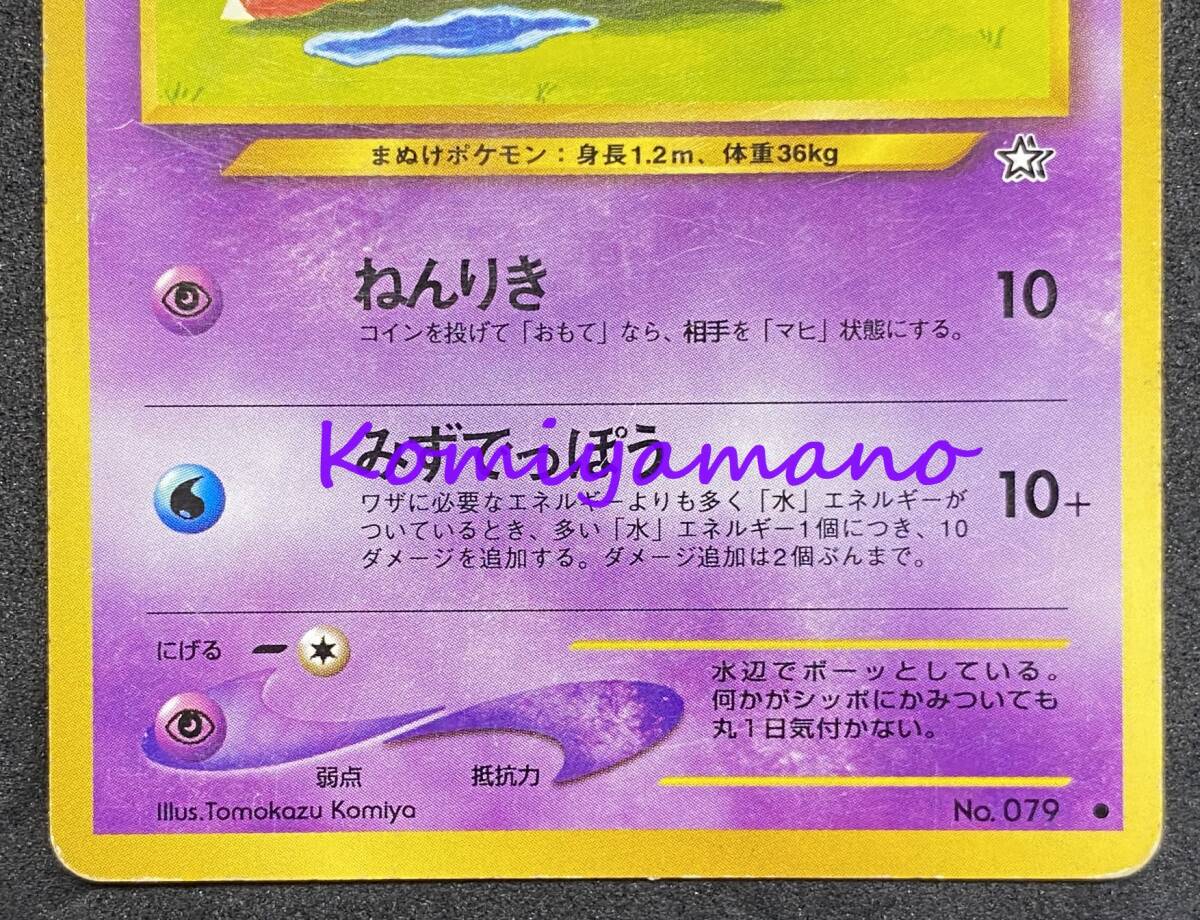 まぬけポケモン：身長1.2m、体重36kg
ねんりき 10
コインを投げて「おもて」なら、相手を「マヒ」状態にする。
みずてっぽう 10+
Komiyamano
ワザに必要なエネルギーよりも多く「水」エネルギーが
ついているとき、多い「水」エネルギー1個につき、10
ダメージを追加する。ダメージ追加は2個ぶんまで。
にげる
水辺でボーッとしている。
何かがシッポにかみついても
丸1日気付かない。
弱点 抵抗力
Illus.Tomokazu Komiya No. 079